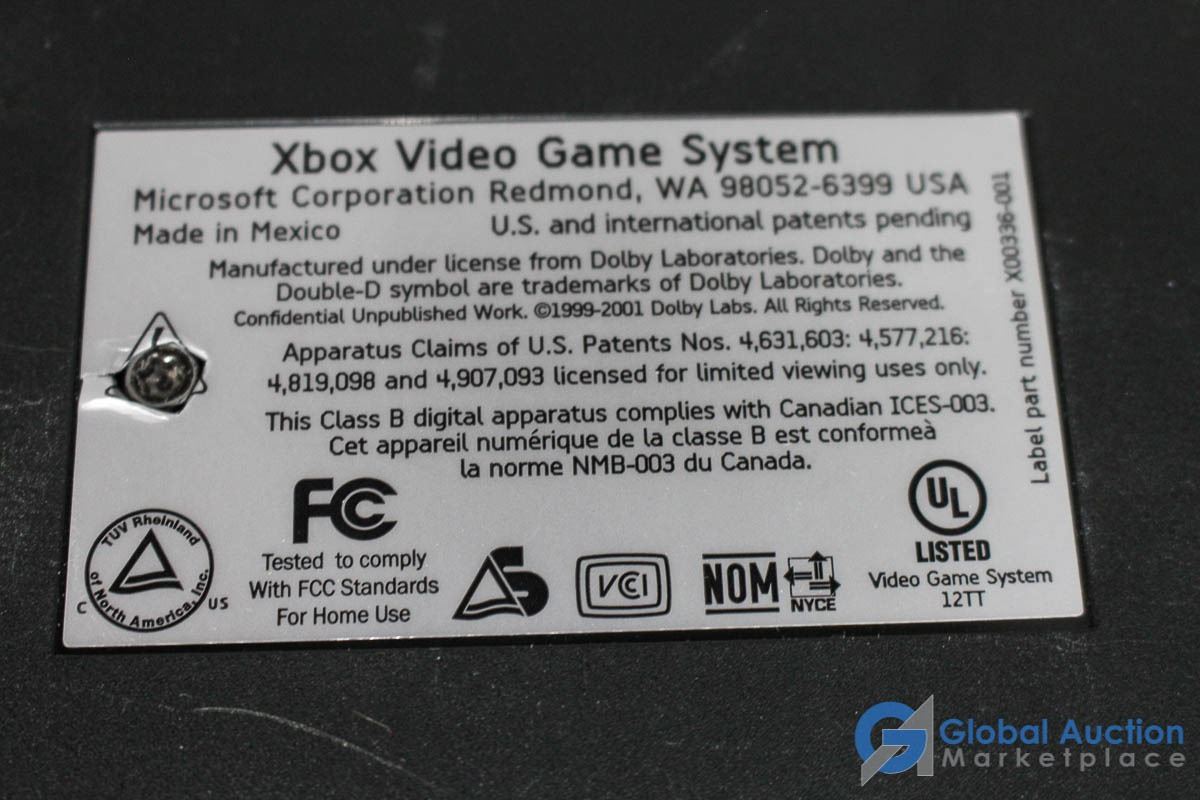 Xbox Video Game System
Microsoft Corporation Redmond, WA 98052-6399 USA
Made in Mexico U.S. and international patents pending
Manufactured under license from Dolby Laboratories. Dolby and the
Double-D symbol are trademarks of Dolby Laboratories.
Confidential Unpublished Work. ©1999-2001 Dolby Labs. All Rights Reserved.
Apparatus Claims of U.S. Patents Nos. 4,631,603: 4,577,216:
4,819,098 and 4,907,093 licensed for limited viewing uses only.
This Class B digital apparatus complies with Canadian ICES-003.
Cet appareil numérique de la classe B est conformeà
la norme NMB-003 du Canada.
Label part number X00336-001
TUV Rheinland
of North America, Inc.
C US
FC
Tested to comply
With FCC Standards
For Home Use
S
VCI
NOM
NYCE
UL
LISTED
Video Game System
12TT
Global Auction
Marketplace